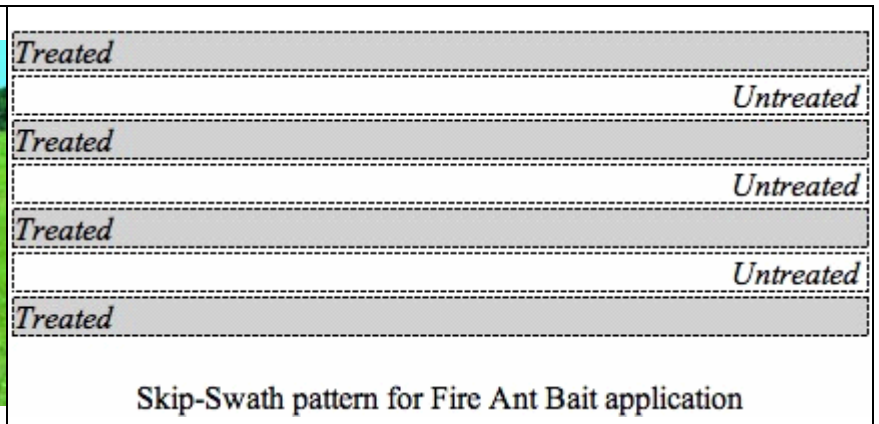 Treated
Untreated
Treated
Untreated
Treated
Untreated
Treated
Skip-Swath pattern for Fire Ant Bait application